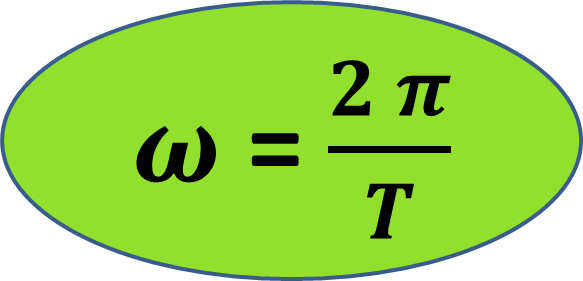 ω = 2 π / T